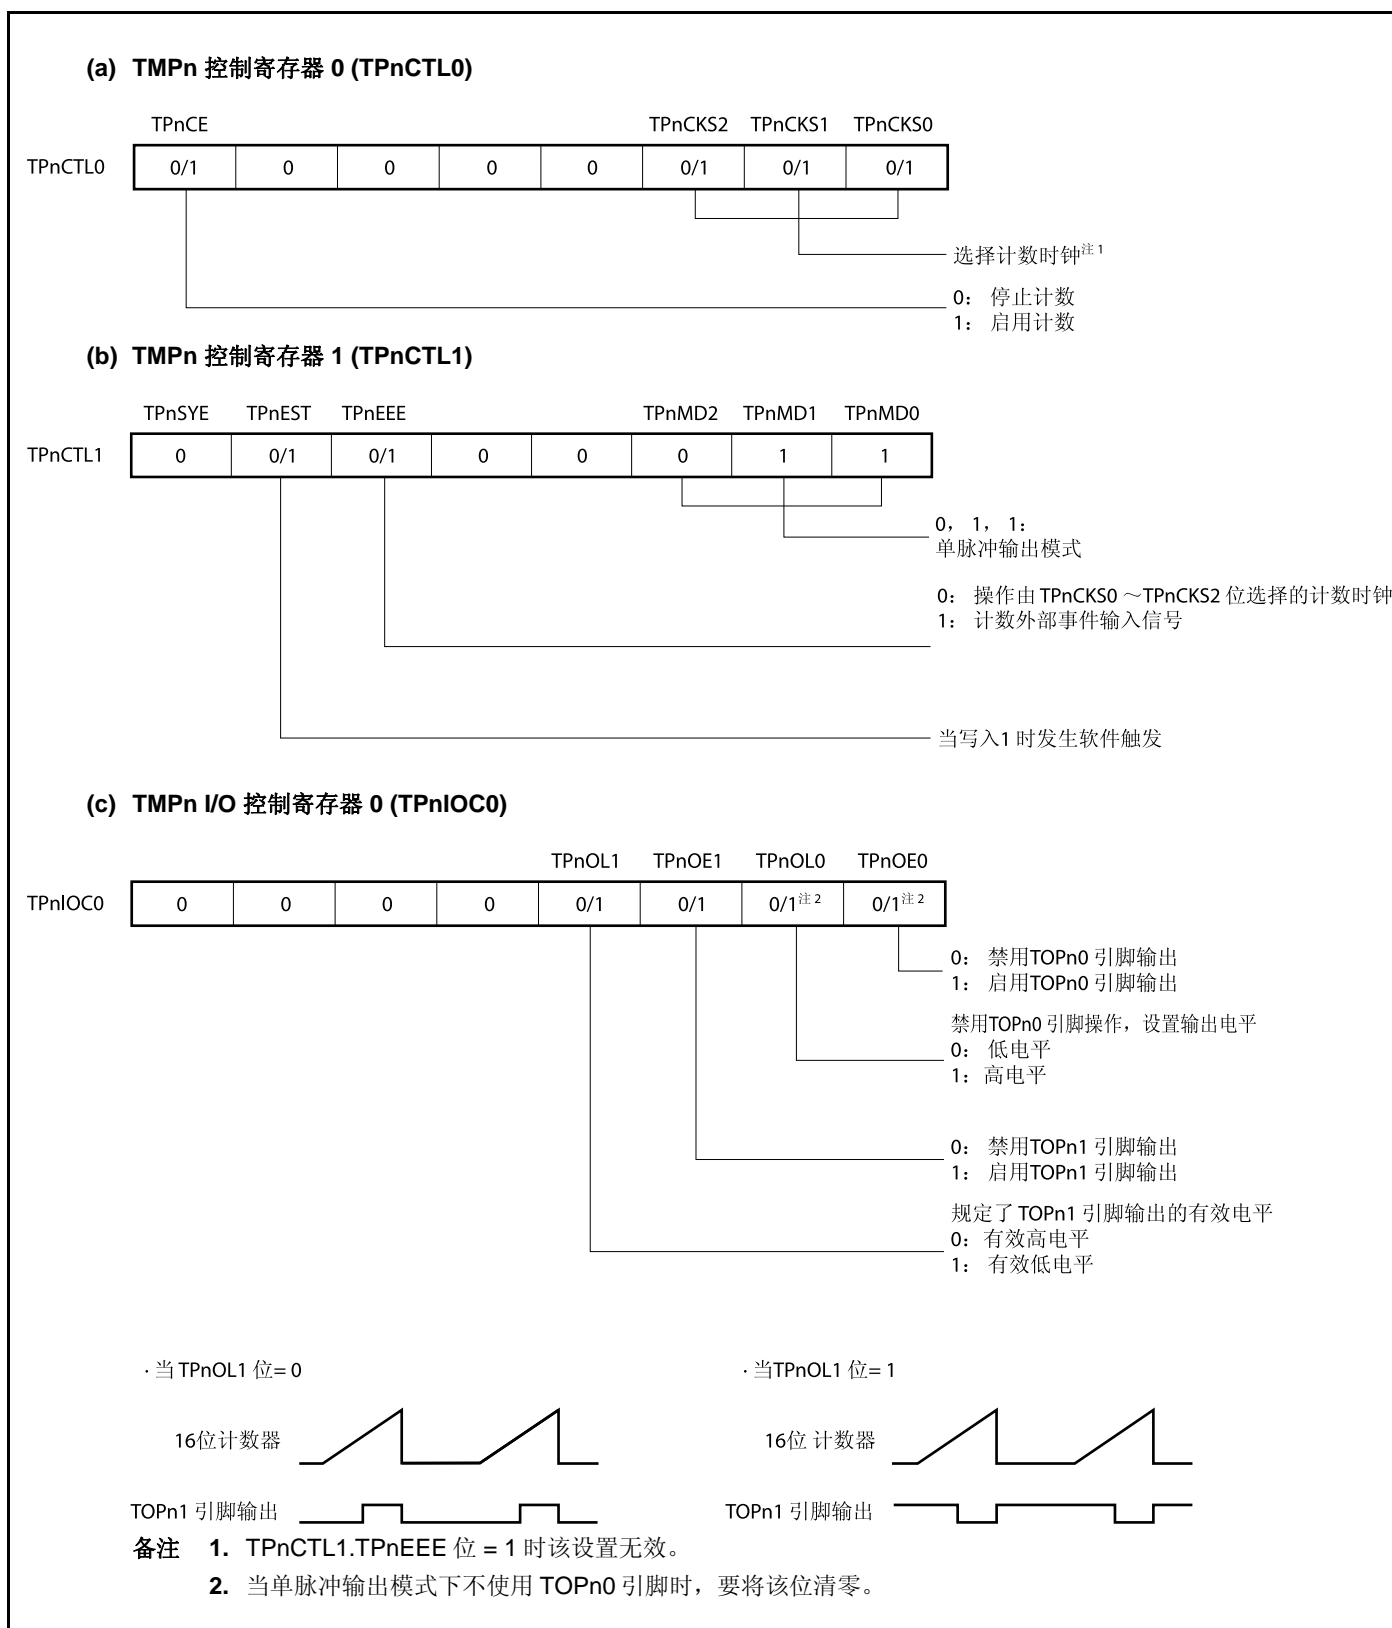 (a) TMPn 控制寄存器 0 (TPnCTL0)
TPnCE TPnCKS2 TPnCKS1 TPnCKS0
TPnCTL0 0/1 0 0 0 0 0/1 0/1 0/1
选择计数时钟注 1
0： 停止计数
1： 启用计数
(b) TMPn 控制寄存器 1 (TPnCTL1)
TPnSYE TPnEST TPnEEE TPnMD2 TPnMD1 TPnMD0
TPnCTL1 0 0/1 0/1 0 0 0 1 1
0， 1， 1：
单脉冲输出模式
0： 操作由 TPnCKS0 ～TPnCKS2 位选择的计数时钟
1： 计数外部事件输入信号
当写入1 时发生软件触发
(c) TMPn I/O 控制寄存器 0 (TPnIOC0)
TPnOL1 TPnOE1 TPnOL0 TPnOE0
TPnIOC0 0 0 0 0 0/1 0/1 0/1注 2 0/1注 2
0： 禁用TOPn0 引脚输出
1： 启用TOPn0 引脚输出
禁用TOPn0 引脚操作，设置输出电平
0： 低电平
1：高电平
0： 禁用TOPn1 引脚输出
1： 启用TOPn1 引脚输出
规定了 TOPn1 引脚输出的有效电平
0：有效高电平
1： 有效低电平
· 当 TPnOL1 位= 0 · 当TPnOL1 位= 1
16位计数器 16位 计数器
TOPn1 引脚输出 TOPn1 引脚输出
备注 1. TPnCTL1.TPnEEE 位 = 1 时该设置无效。
2. 当单脉冲输出模式下不使用 TOPn0 引脚时，要将该位清零。